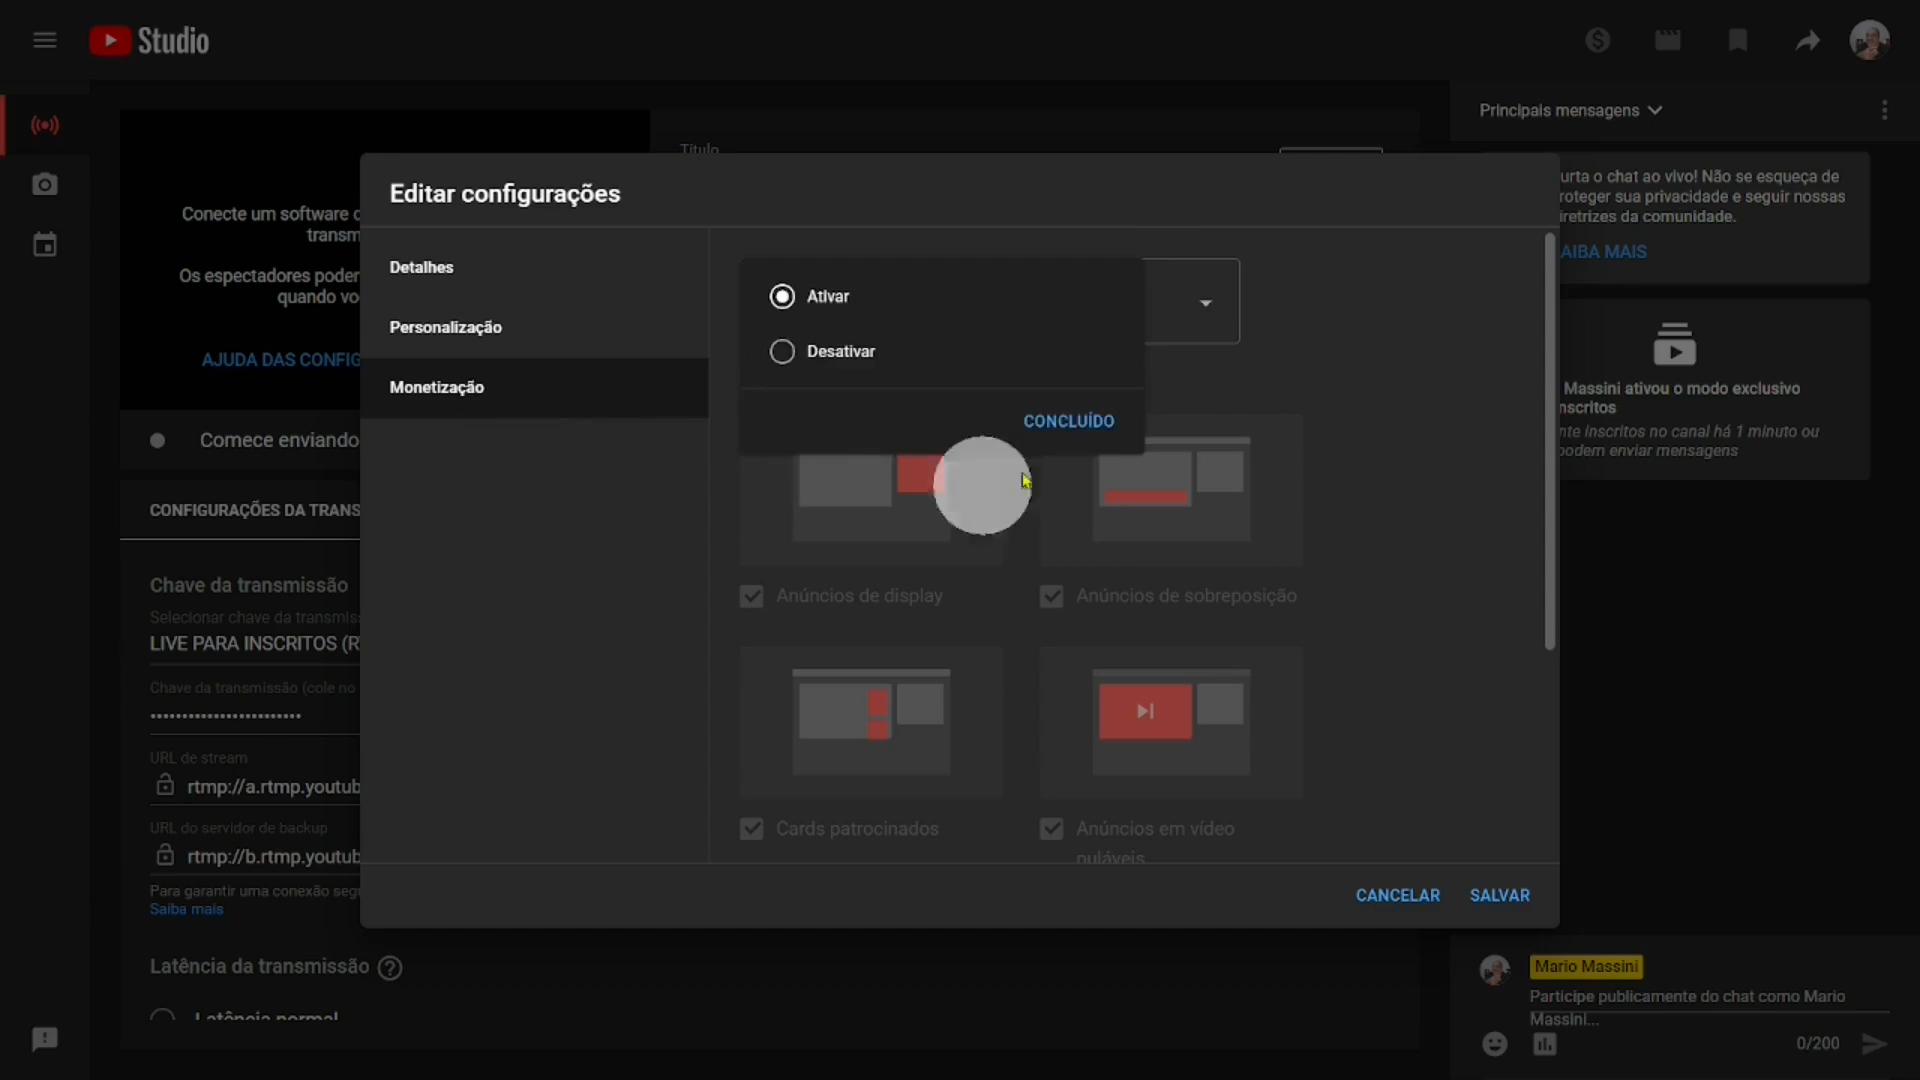 Studio
Título
Conecte um software
transm
Os espectadores poder
quando vo
AJUDA DAS CONFIG
Comece enviando
CONFIGURAÇÕES DA TRANS
Chave da transmissão
Selecionar chave da transmis
LIVE PARA INSCRITOS (R
Chave da transmissão (cole no
URL de stream
rtmp://a.rtmp.youtub
URL do servidor de backup
rtmp://b.rtmp.youtub
Para garantir uma conexão seg
Saiba mais
Latência da transmissão
Latência normal
Editar configurações
Detalhes
Personalização
Monetização
Ativar
Desativar
CONCLUÍDO
Anúncios de display
Anúncios de sobreposição
Cards patrocinados
Anúncios em vídeo
puláveis
CANCELAR SALVAR
Principais mensagens
urta o chat ao vivo! Não se esqueça de
roteger sua privacidade e seguir nossas
iretrizes da comunidade.
AIBA MAIS
Massini ativou o modo exclusivo
nscritos
nte inscritos no canal há 1 minuto ou
podem enviar mensagens
Mario Massini
Participe publicamente do chat como Mario
Massini...
0/200